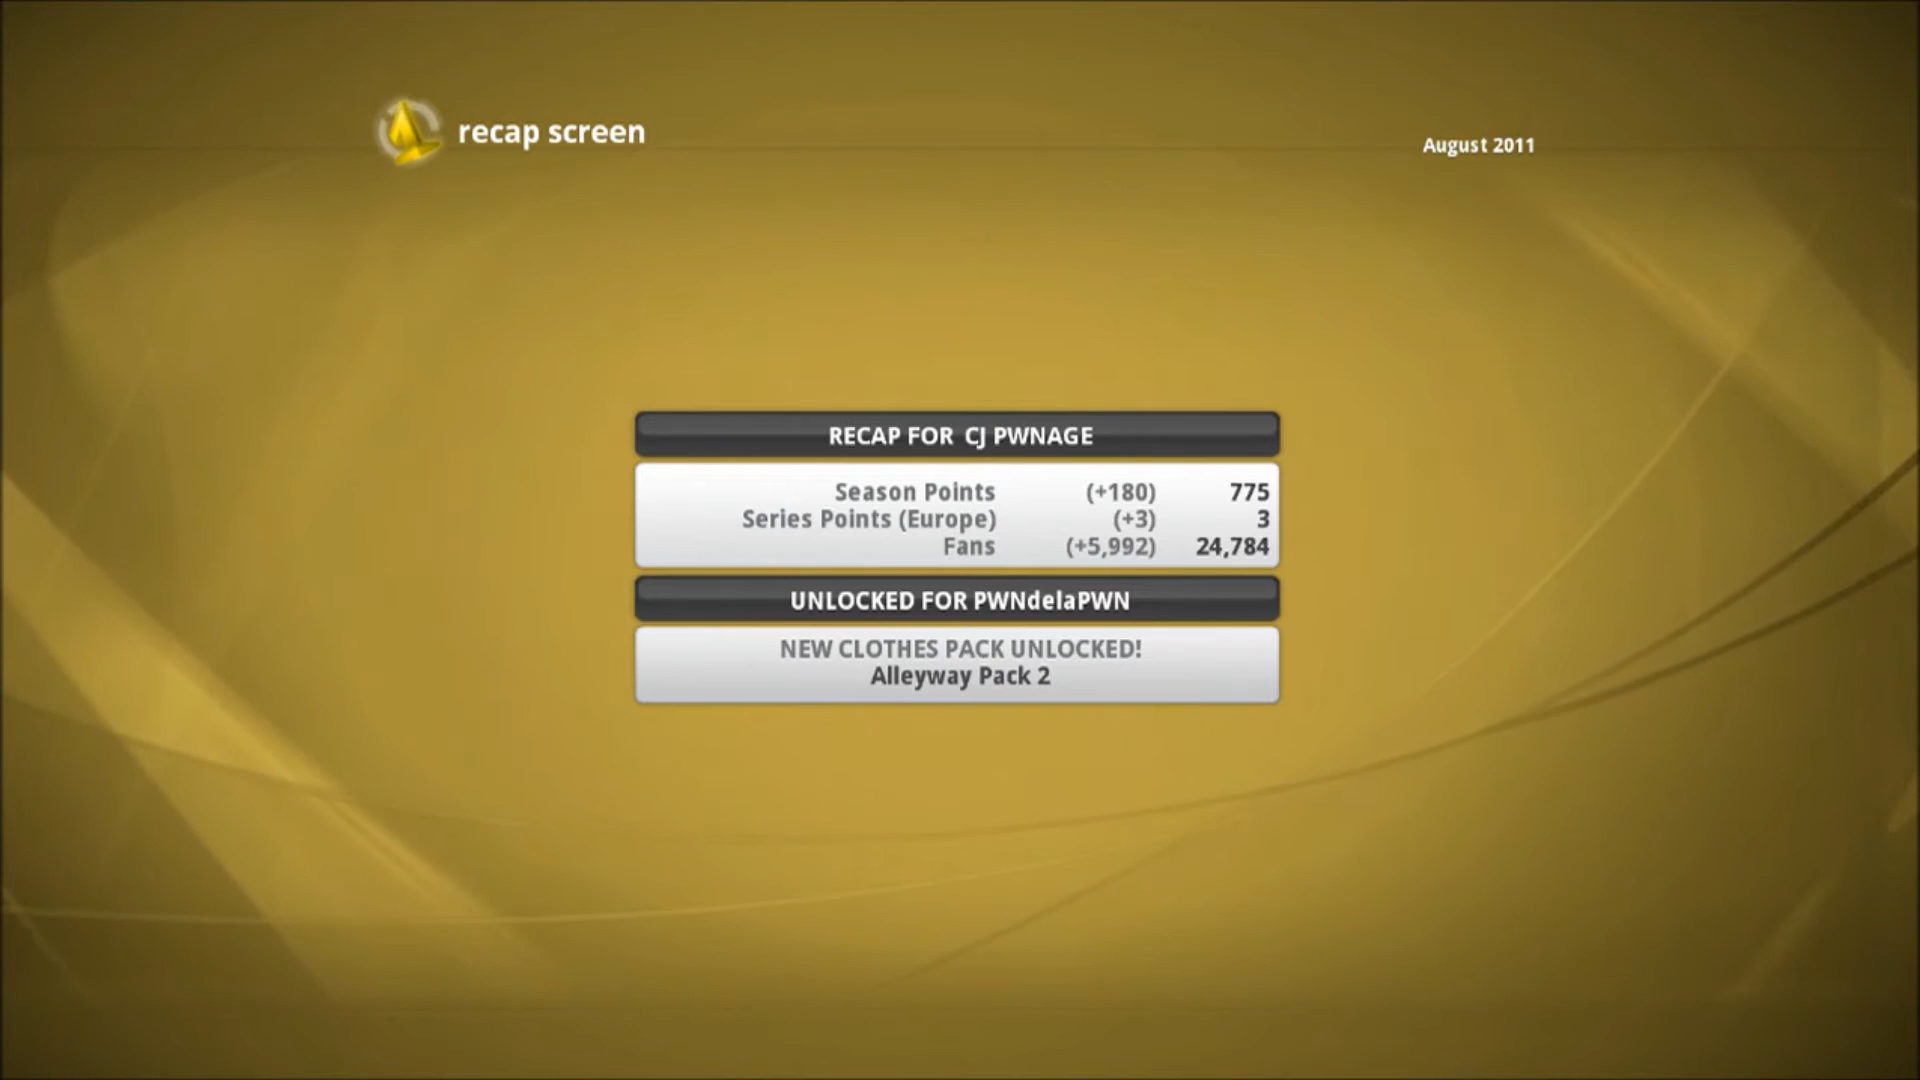 recap screen
August 2011
RECAP FOR CJ PWNAGE
Season Points (+180) 775
Series Points (Europe) (+3) 3
Fans (+5,992) 24,784
UNLOCKED FOR PWNdelaPWN
NEW CLOTHES PACK UNLOCKED!
Alleyway Pack 2